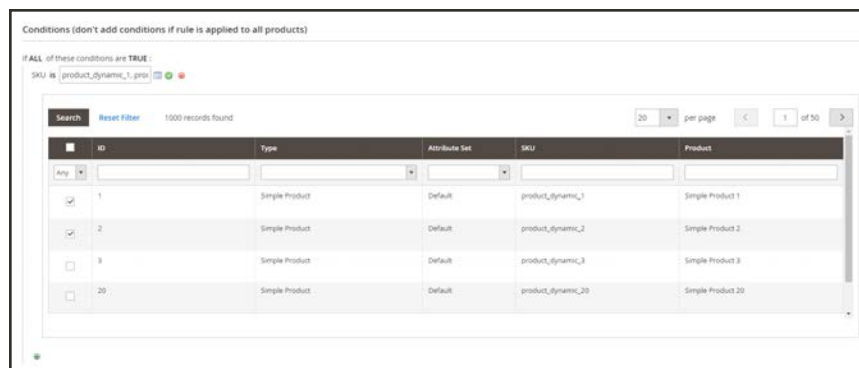 Conditions (don't add conditions if rule is applied to all products)
If ALL of these conditions are TRUE :
SKU is product_dynamic_1, pro
Search Reset Filter 1000 records found 20 per page 1 of 50
ID Type Attribute Set SKU Product
Any
1 Simple Product Default product_dynamic_1 Simple Product 1
2 Simple Product Default product_dynamic_2 Simple Product 2
3 Simple Product Default product_dynamic_3 Simple Product 3
20 Simple Product Default product_dynamic_20 Simple Product 20